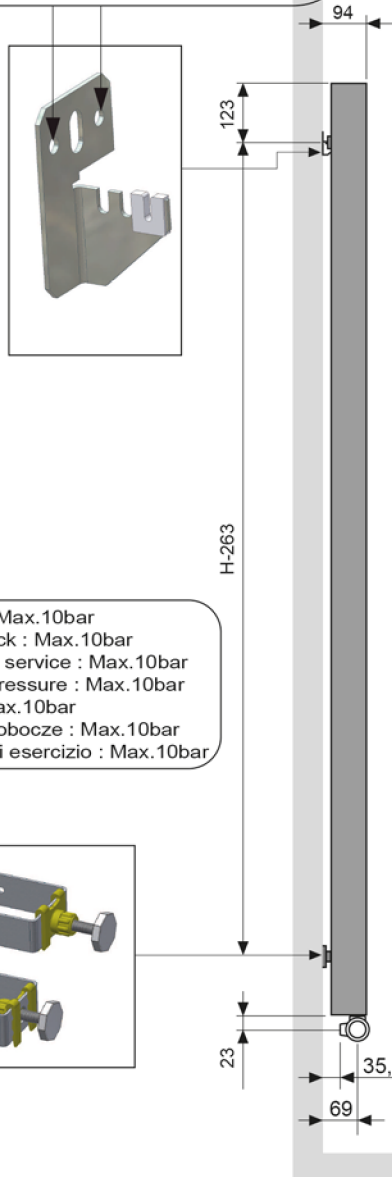 94
123
H-263
Max.10bar
ck : Max.10bar
service : Max.10bar
ressure : Max.10bar
ax.10bar
obocze : Max.10bar
i esercizio : Max.10bar
23
35,
69